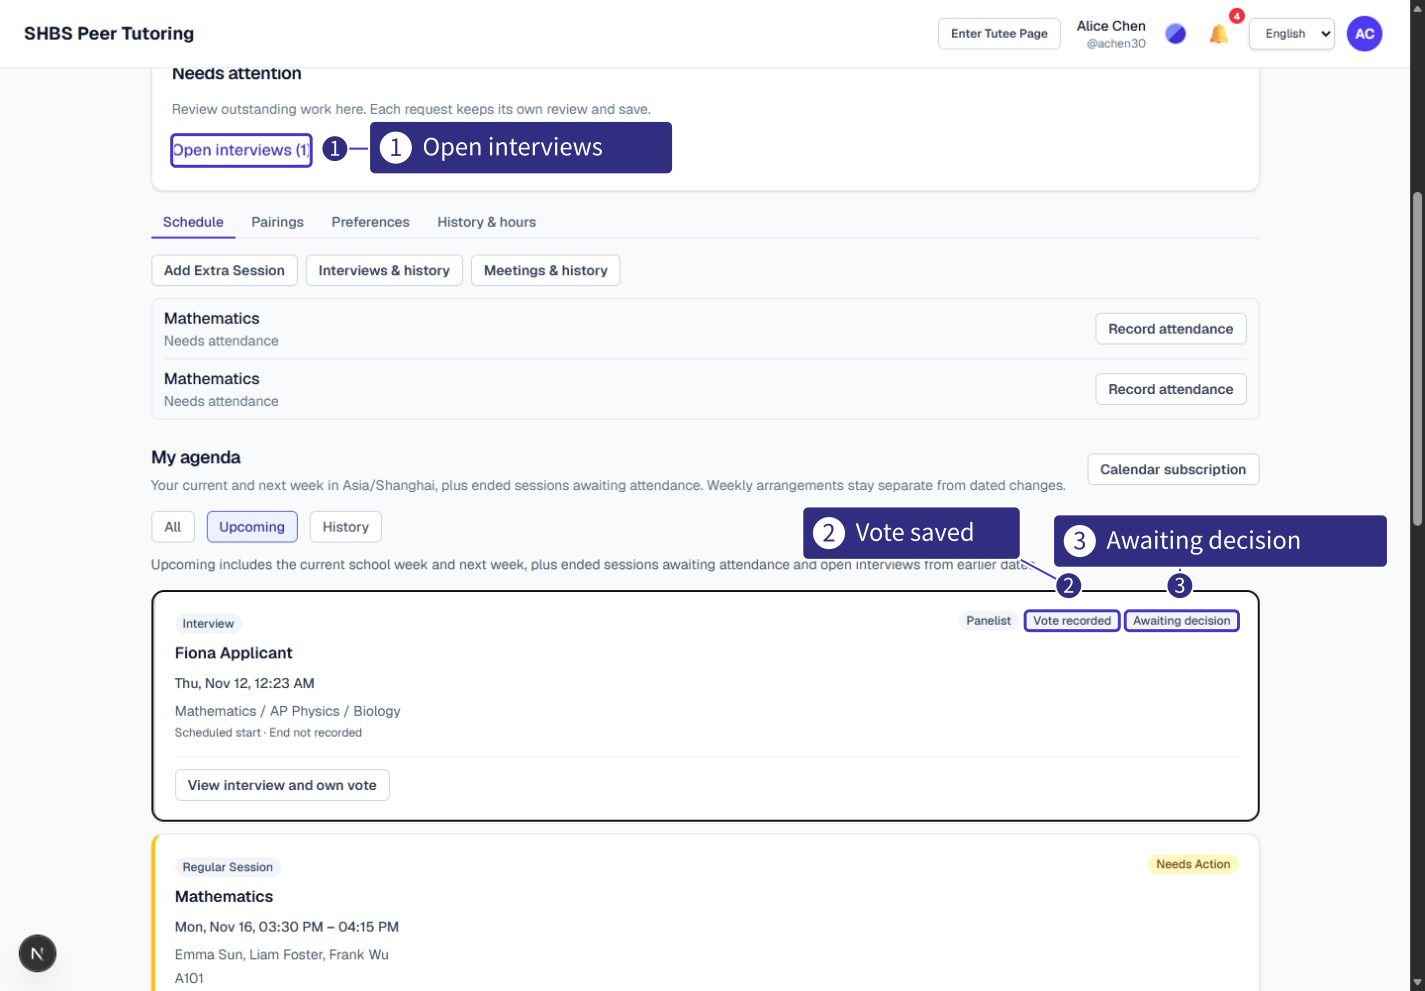 SHBS Peer Tutoring
Enter Tutee Page
Alice Chen
@achen30
4
English
AC
Needs attention
Review outstanding work here. Each request keeps its own review and save.
Open interviews (1)
1
1 Open interviews
Schedule Pairings Preferences History & hours
Add Extra Session Interviews & history Meetings & history
Mathematics
Needs attendance
Record attendance
Mathematics
Needs attendance
Record attendance
My agenda
Your current and next week in Asia/Shanghai, plus ended sessions awaiting attendance. Weekly arrangements stay separate from dated changes.
Calendar subscription
All Upcoming History
2 Vote saved
3 Awaiting decision
Upcoming includes the current school week and next week, plus ended sessions awaiting attendance and open interviews from earlier date
2
3
Interview
Panelist Vote recorded Awaiting decision
Fiona Applicant
Thu, Nov 12, 12:23 AM
Mathematics / AP Physics / Biology
Scheduled start · End not recorded
View interview and own vote
Regular Session
Needs Action
Mathematics
Mon, Nov 16, 03:30 PM – 04:15 PM
Emma Sun, Liam Foster, Frank Wu
A101
N